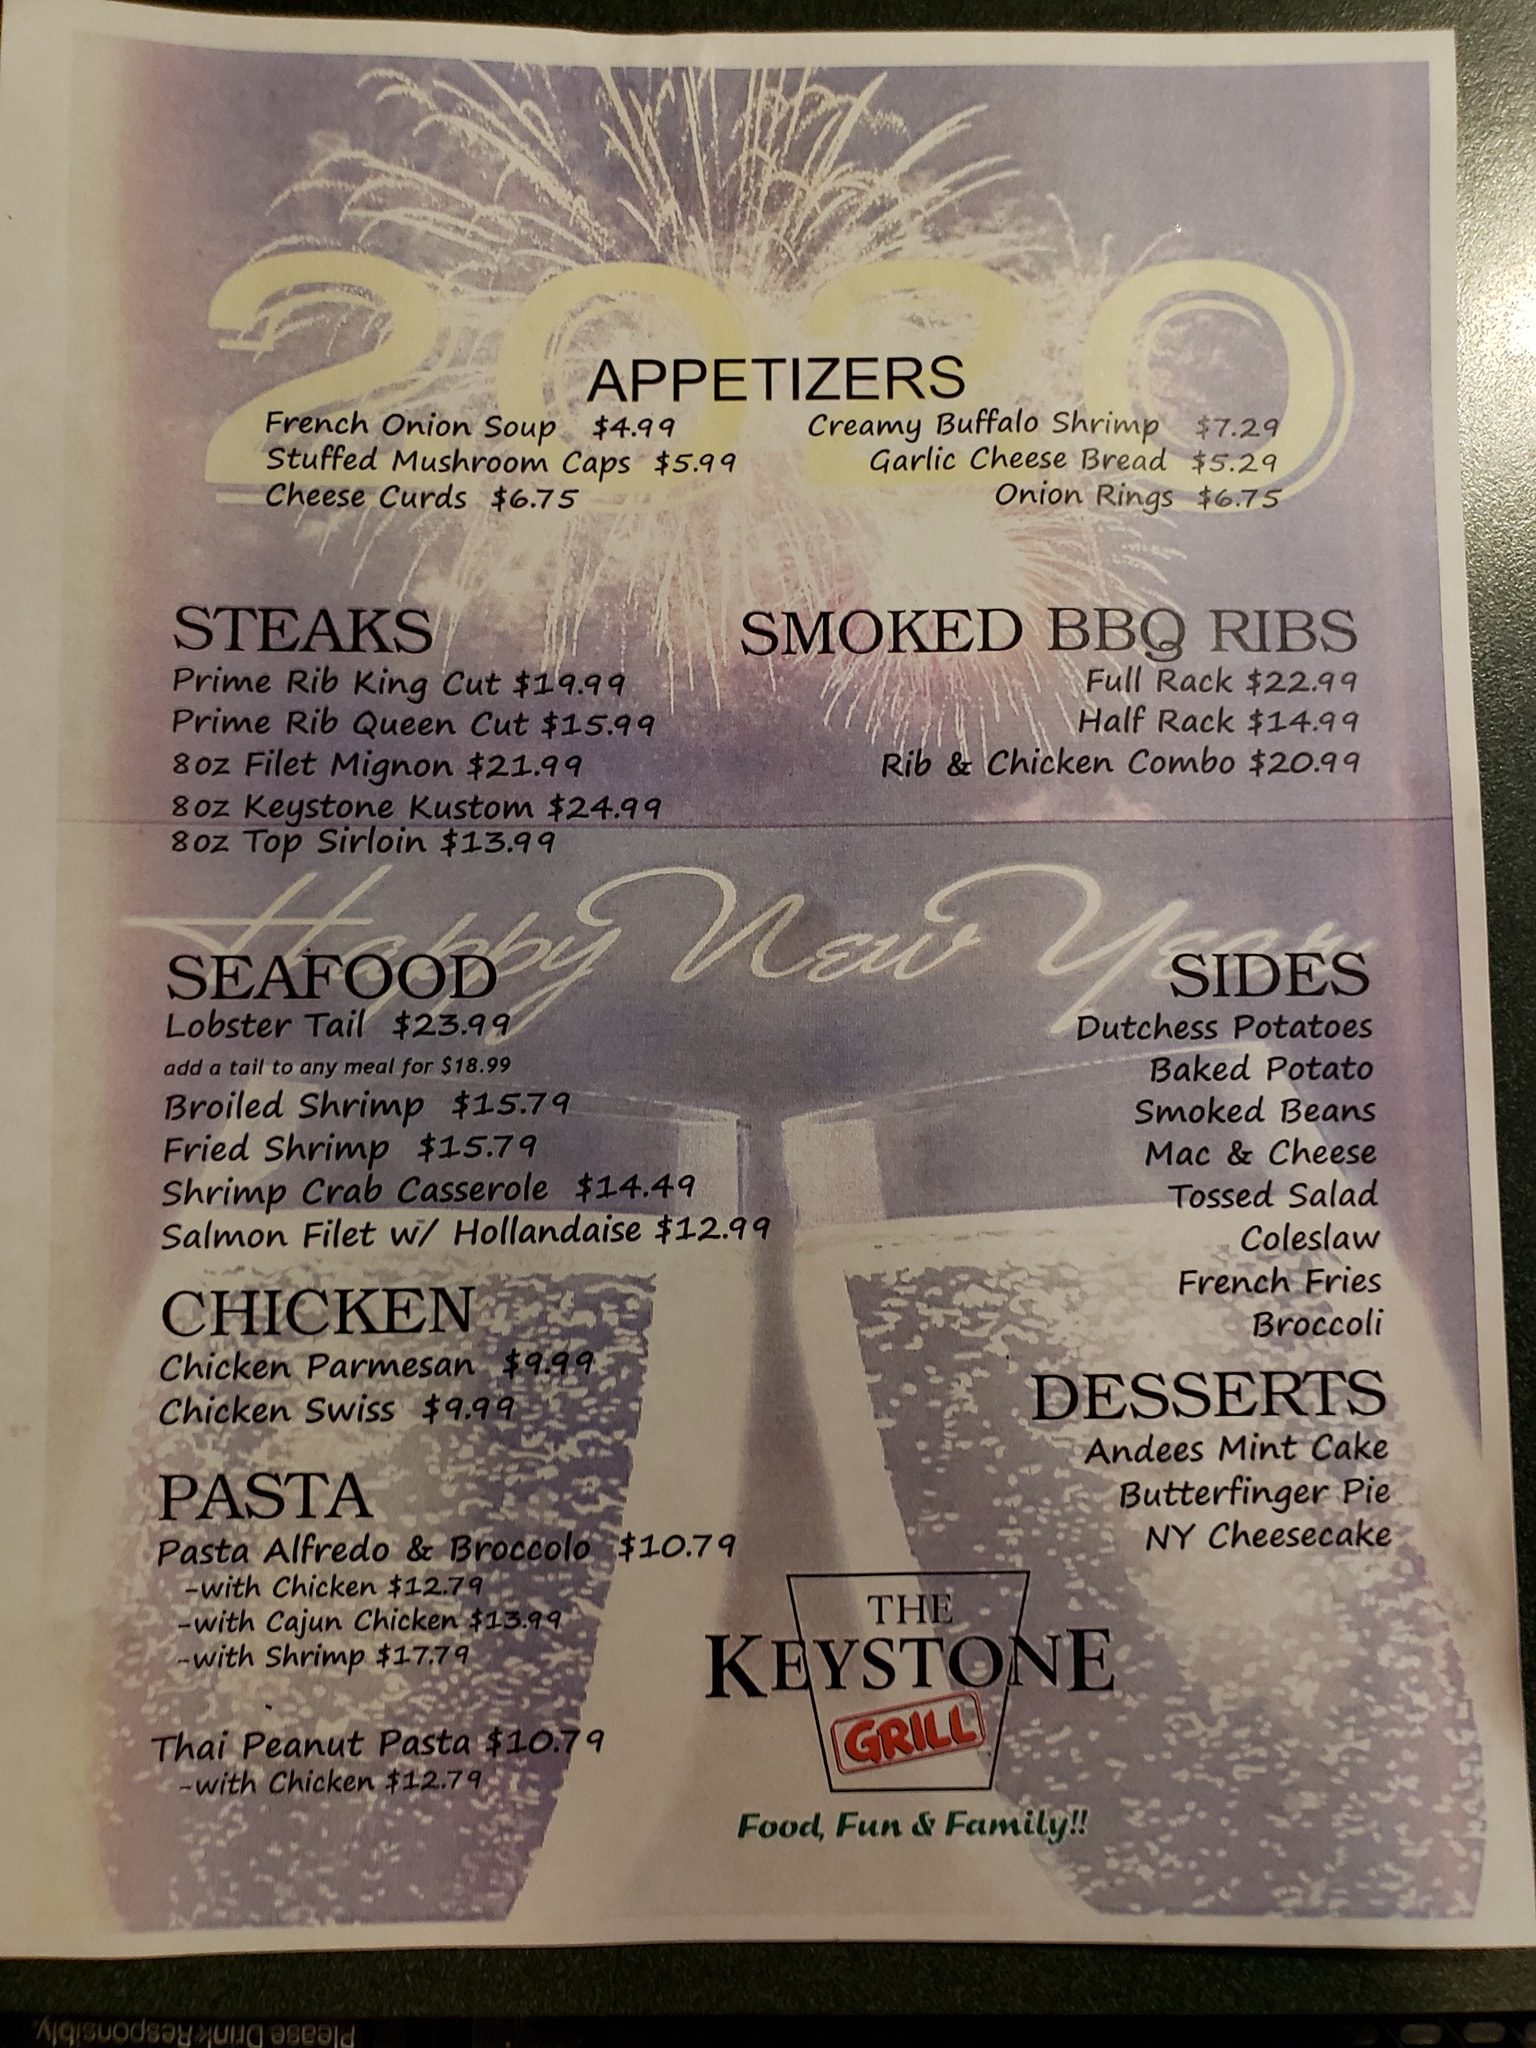 2020
APPETIZERS
French Onion Soup $4.99
Stuffed Mushroom Caps $5.99
Cheese Curds $6.75
Creamy Buffalo Shrimp $7.29
Garlic Cheese Bread $5.29
Onion Rings $6.75
STEAKS
Prime Rib King Cut $19.99
Prime Rib Queen Cut $15.99
8oz Filet Mignon $21.99
8oz Keystone Kustom $24.99
8oz Top Sirloin $13.99
SMOKED BBQ RIBS
Full Rack $22.99
Half Rack $14.99
Rib & Chicken Combo $20.99
Happy New Year
SEAFOOD
Lobster Tail $23.99
add a tail to any meal for $18.99
Broiled Shrimp $15.79
Fried Shrimp $15.79
Shrimp Crab Casserole $14.49
Salmon Filet w/ Hollandaise $12.99
CHICKEN
Chicken Parmesan $9.99
Chicken Swiss $9.99
PASTA
Pasta Alfredo & Broccolo $10.79
-with Chicken $12.79
-with Cajun Chicken $13.99
-with Shrimp $17.79
Thai Peanut Pasta $10.79
-with Chicken $12.79
SIDES
Dutchess Potatoes
Baked Potato
Smoked Beans
Mac & Cheese
Tossed Salad
Coleslaw
French Fries
Broccoli
DESSERTS
Andees Mint Cake
Butterfinger Pie
NY Cheesecake
THE
KEYSTONE
GRILL
Food, Fun & Family!!
Please Drink Responsibly.